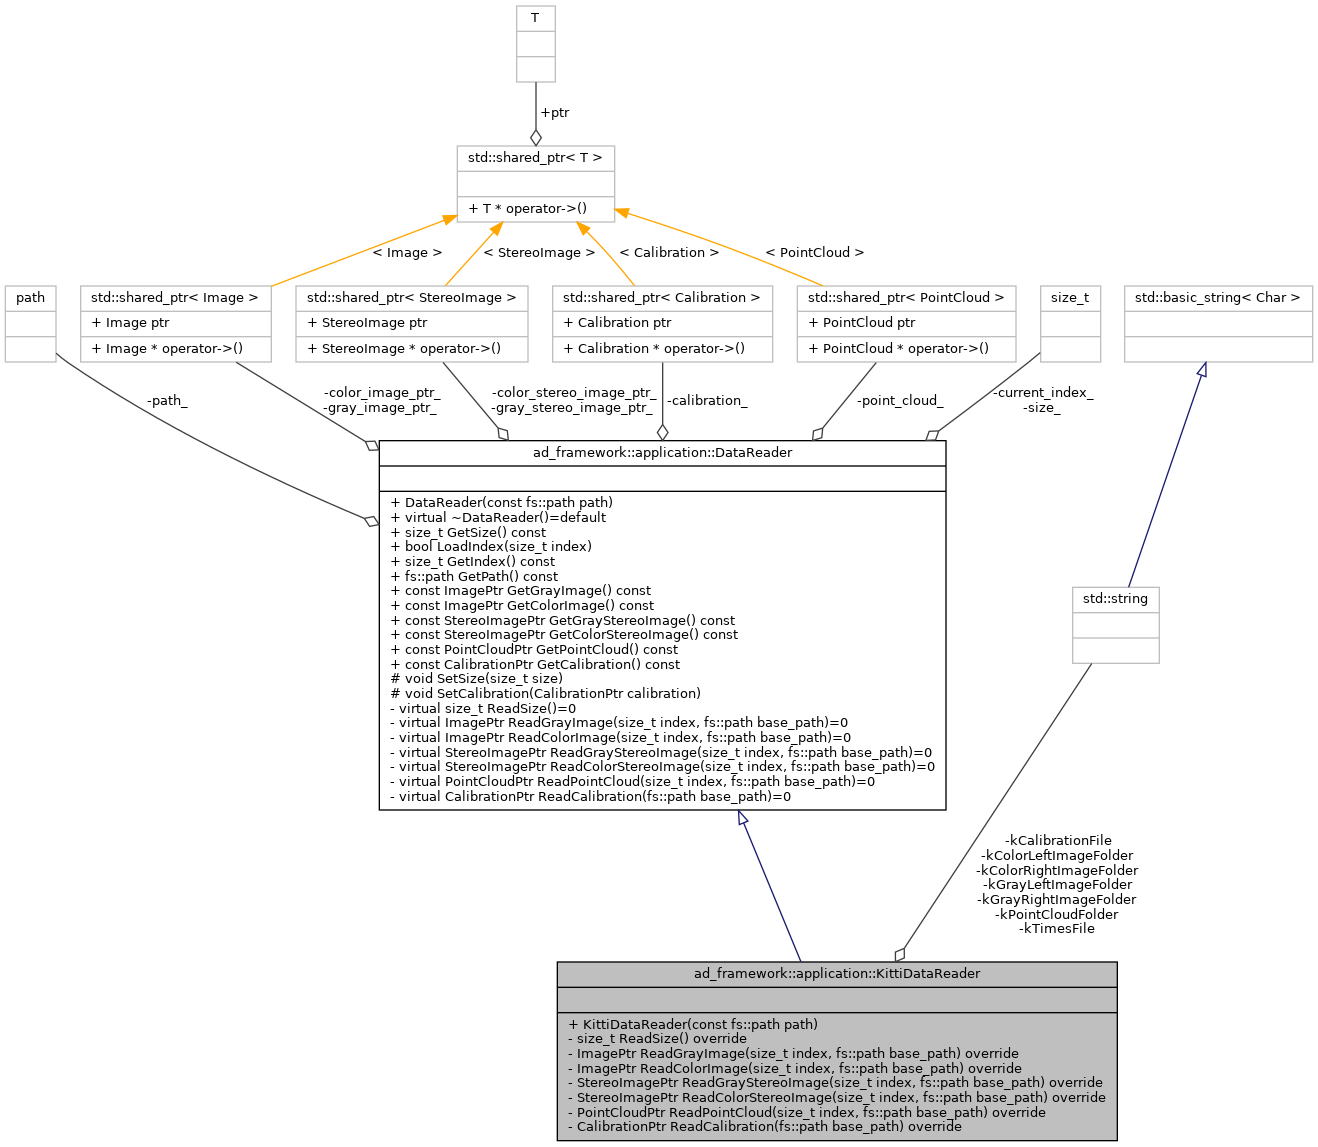 T
+ptr
std::shared_ptr< T >
+ T * operator->()
< Image >
< StereoImage >
< Calibration >
< PointCloud >
path
std::shared_ptr< Image >
+ Image ptr
+ Image * operator->()
std::shared_ptr< StereoImage >
+ StereoImage ptr
+ StereoImage * operator->()
std::shared_ptr< Calibration >
+ Calibration ptr
+ Calibration * operator->()
std::shared_ptr< PointCloud >
+ PointCloud ptr
+ PointCloud * operator->()
size_t
std::basic_string< Char >
-path_
-color_image_ptr_
-gray_image_ptr_
-color_stereo_image_ptr_
-gray_stereo_image_ptr_
-calibration_
-point_cloud_
-current_index_
-size_
ad_framework::application::DataReader
+ DataReader(const fs::path path)
+ virtual ~DataReader()=default
+ size_t GetSize() const
+ bool LoadIndex(size_t index)
+ size_t GetIndex() const
+ fs::path GetPath() const
+ const ImagePtr GetGrayImage() const
+ const ImagePtr GetColorImage() const
+ const StereoImagePtr GetGrayStereoImage() const
+ const StereoImagePtr GetColorStereoImage() const
+ const PointCloudPtr GetPointCloud() const
+ const CalibrationPtr GetCalibration() const
# void SetSize(size_t size)
# void SetCalibration(CalibrationPtr calibration)
- virtual size_t ReadSize()=0
- virtual ImagePtr ReadGrayImage(size_t index, fs::path base_path)=0
- virtual ImagePtr ReadColorImage(size_t index, fs::path base_path)=0
- virtual StereoImagePtr ReadGrayStereoImage(size_t index, fs::path base_path)=0
- virtual StereoImagePtr ReadColorStereoImage(size_t index, fs::path base_path)=0
- virtual PointCloudPtr ReadPointCloud(size_t index, fs::path base_path)=0
- virtual CalibrationPtr ReadCalibration(fs::path base_path)=0
std::string
-kCalibrationFile
-kColorLeftImageFolder
-kColorRightImageFolder
-kGrayLeftImageFolder
-kGrayRightImageFolder
-kPointCloudFolder
-kTimesFile
ad_framework::application::KittiDataReader
+ KittiDataReader(const fs::path path)
- size_t ReadSize() override
- ImagePtr ReadGrayImage(size_t index, fs::path base_path) override
- ImagePtr ReadColorImage(size_t index, fs::path base_path) override
- StereoImagePtr ReadGrayStereoImage(size_t index, fs::path base_path) override
- StereoImagePtr ReadColorStereoImage(size_t index, fs::path base_path) override
- PointCloudPtr ReadPointCloud(size_t index, fs::path base_path) override
- CalibrationPtr ReadCalibration(fs::path base_path) override